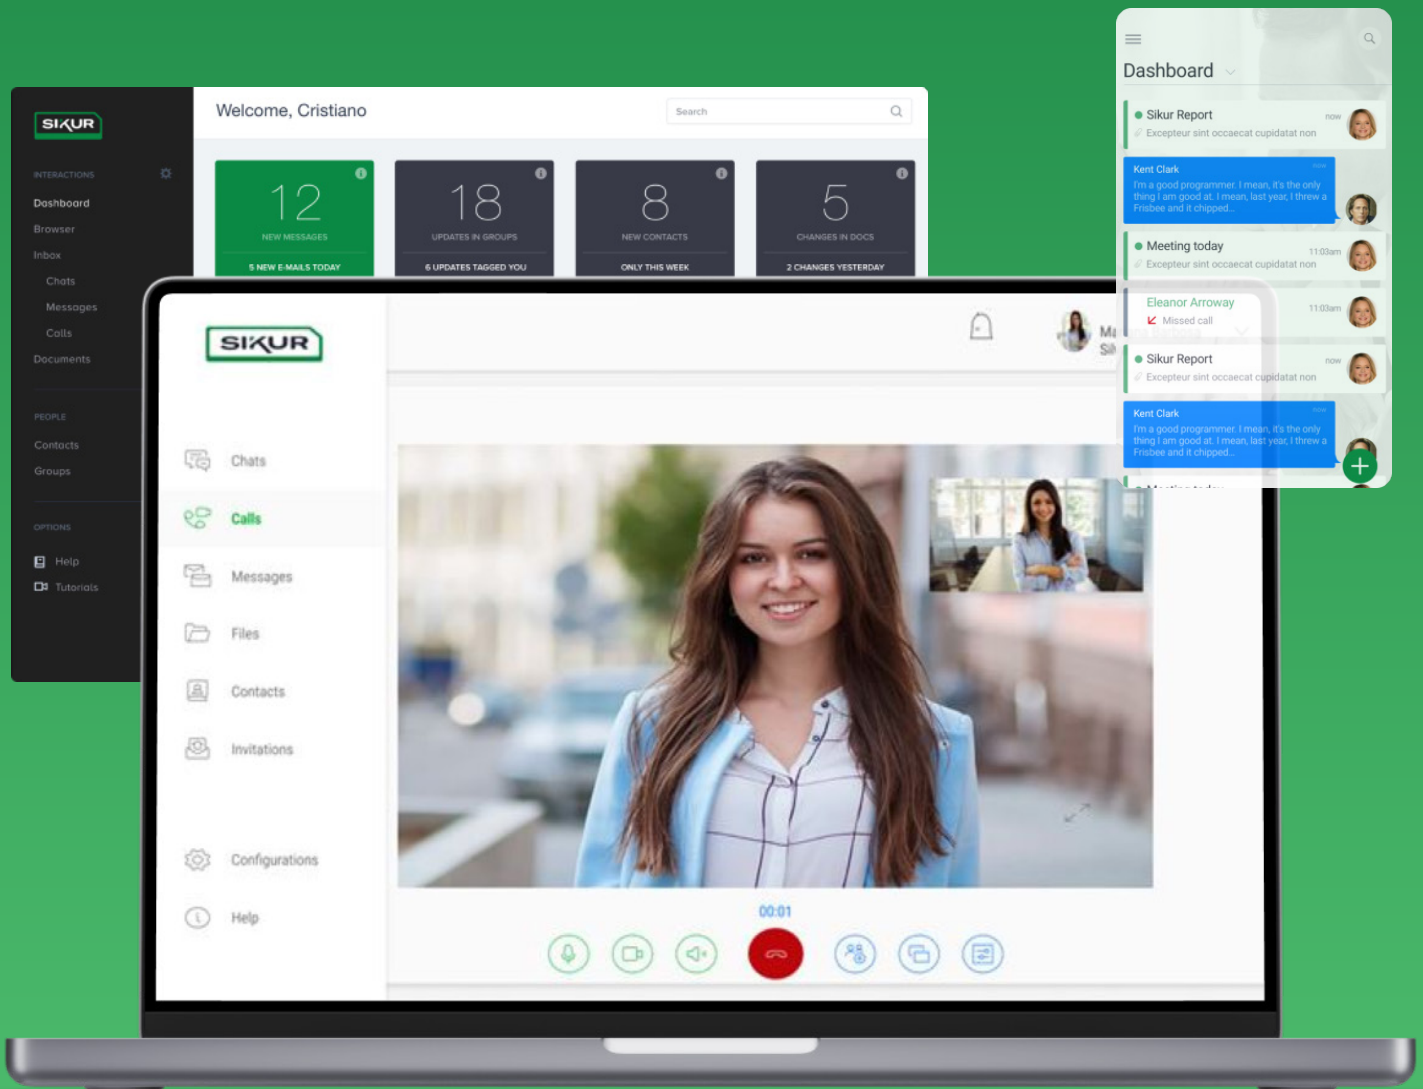 SIKUR
INTERACTIONS
Dashboard
Browser
Inbox
Chats
Messages
Calls
Documents
PEOPLE
Contacts
Groups
OPTIONS
Help
Tutorials
Welcome, Cristiano
Search
12
NEW MESSAGES
5 NEW E-MAILS TODAY
18
UPDATES IN GROUPS
6 UPDATES TAGGED YOU
8
NEW CONTACTS
ONLY THIS WEEK
5
CHANGES IN DOCS
2 CHANGES YESTERDAY
SIKUR
Chats
Calls
Messages
Files
Contacts
Invitations
Configurations
Help
00:01
Dashboard
Sikur Report
now
Excepteur sint occaecat cupidatat non
Kent Clark
now
I'm a good programmer. I mean, it's the only
thing I am good at. I mean, last year, I threw a
Frisbee and it chipped...
Meeting today
11:03am
Excepteur sint occaecat cupidatat non
Eleanor Arroway
11:03am
Missed call
Sikur Report
now
Excepteur sint occaecat cupidatat non
Kent Clark
now
I'm a good programmer. I mean, it's the only
thing I am good at. I mean, last year, I threw a
Frisbee and it chipped...
Meeting today